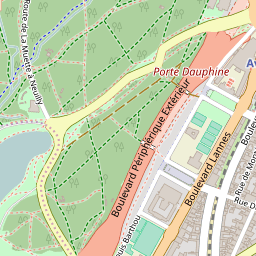 Route de La Muette à Neuilly
Porte Dauphine
Boulevard Périphérique Extérieur
Boulevard Lannes
Rue de